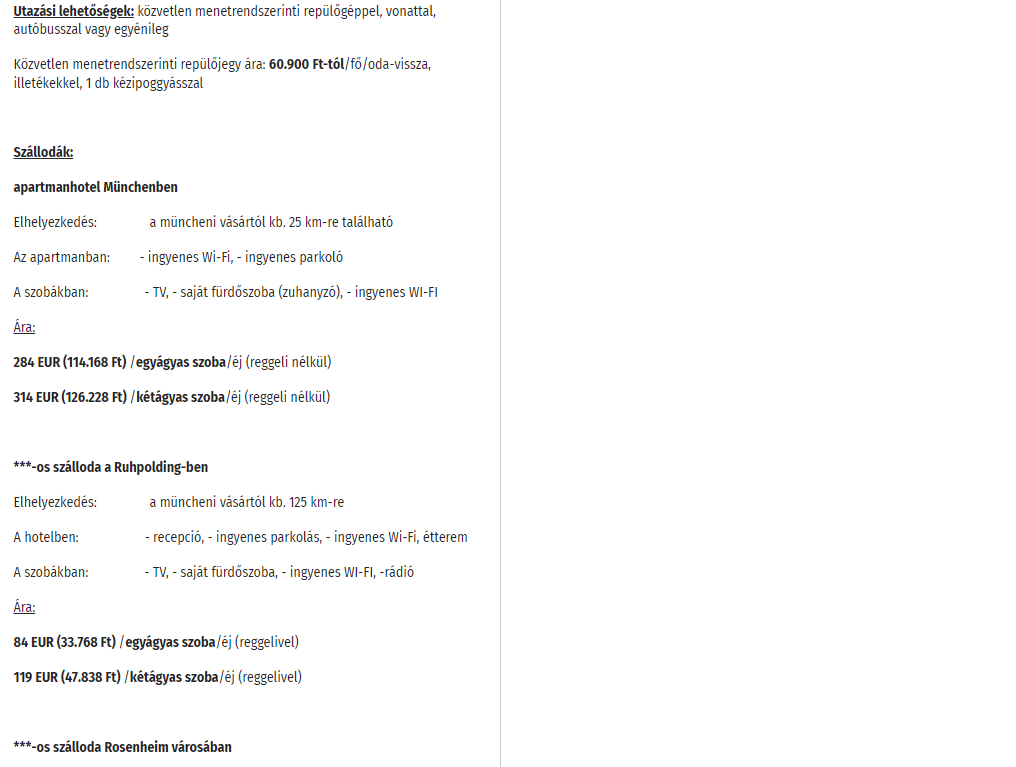 Utazási lehetőségek: közvetlen menetrendszerinti repülőgéppel, vonattal,
autóbusszal vagy egyénileg
Közvetlen menetrendszerinti repülőjegy ára: 60.900 Ft-tól/fő/oda-vissza,
illetékekkel, 1 db kézipoggyásszal
Szállodák:
apartmanhotel Münchenben
Elhelyezkedés: a müncheni vásártól kb. 25 km-re található
Az apartmanban: - ingyenes Wi-Fi, - ingyenes parkoló
A szobákban: - TV, - saját fürdőszoba (zuhanyzó), - ingyenes WI-FI
Ára:
284 EUR (114.168 Ft) /egyágyas szoba/éj (reggeli nélkül)
314 EUR (126.228 Ft) /kétágyas szoba/éj (reggeli nélkül)
***-os szálloda a Ruhpolding-ben
Elhelyezkedés: a müncheni vásártól kb. 125 km-re
A hotelben: - recepció, - ingyenes parkolás, - ingyenes Wi-Fi, étterem
A szobákban: - TV, - saját fürdőszoba, - ingyenes WI-FI, -rádió
Ára:
84 EUR (33.768 Ft) /egyágyas szoba/éj (reggelivel)
119 EUR (47.838 Ft) /kétágyas szoba/éj (reggelivel)
***-os szálloda Rosenheim városában